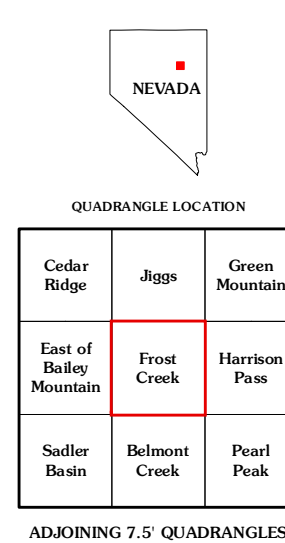 NEVADA
QUADRANGLE LOCATION
Cedar
Ridge
Jiggs
Green
Mountain
East of
Bailey
Mountain
Frost
Creek
Harrison
Pass
Sadler
Basin
Belmont
Creek
Pearl
Peak
ADJOINING 7.5' QUADRANGLES